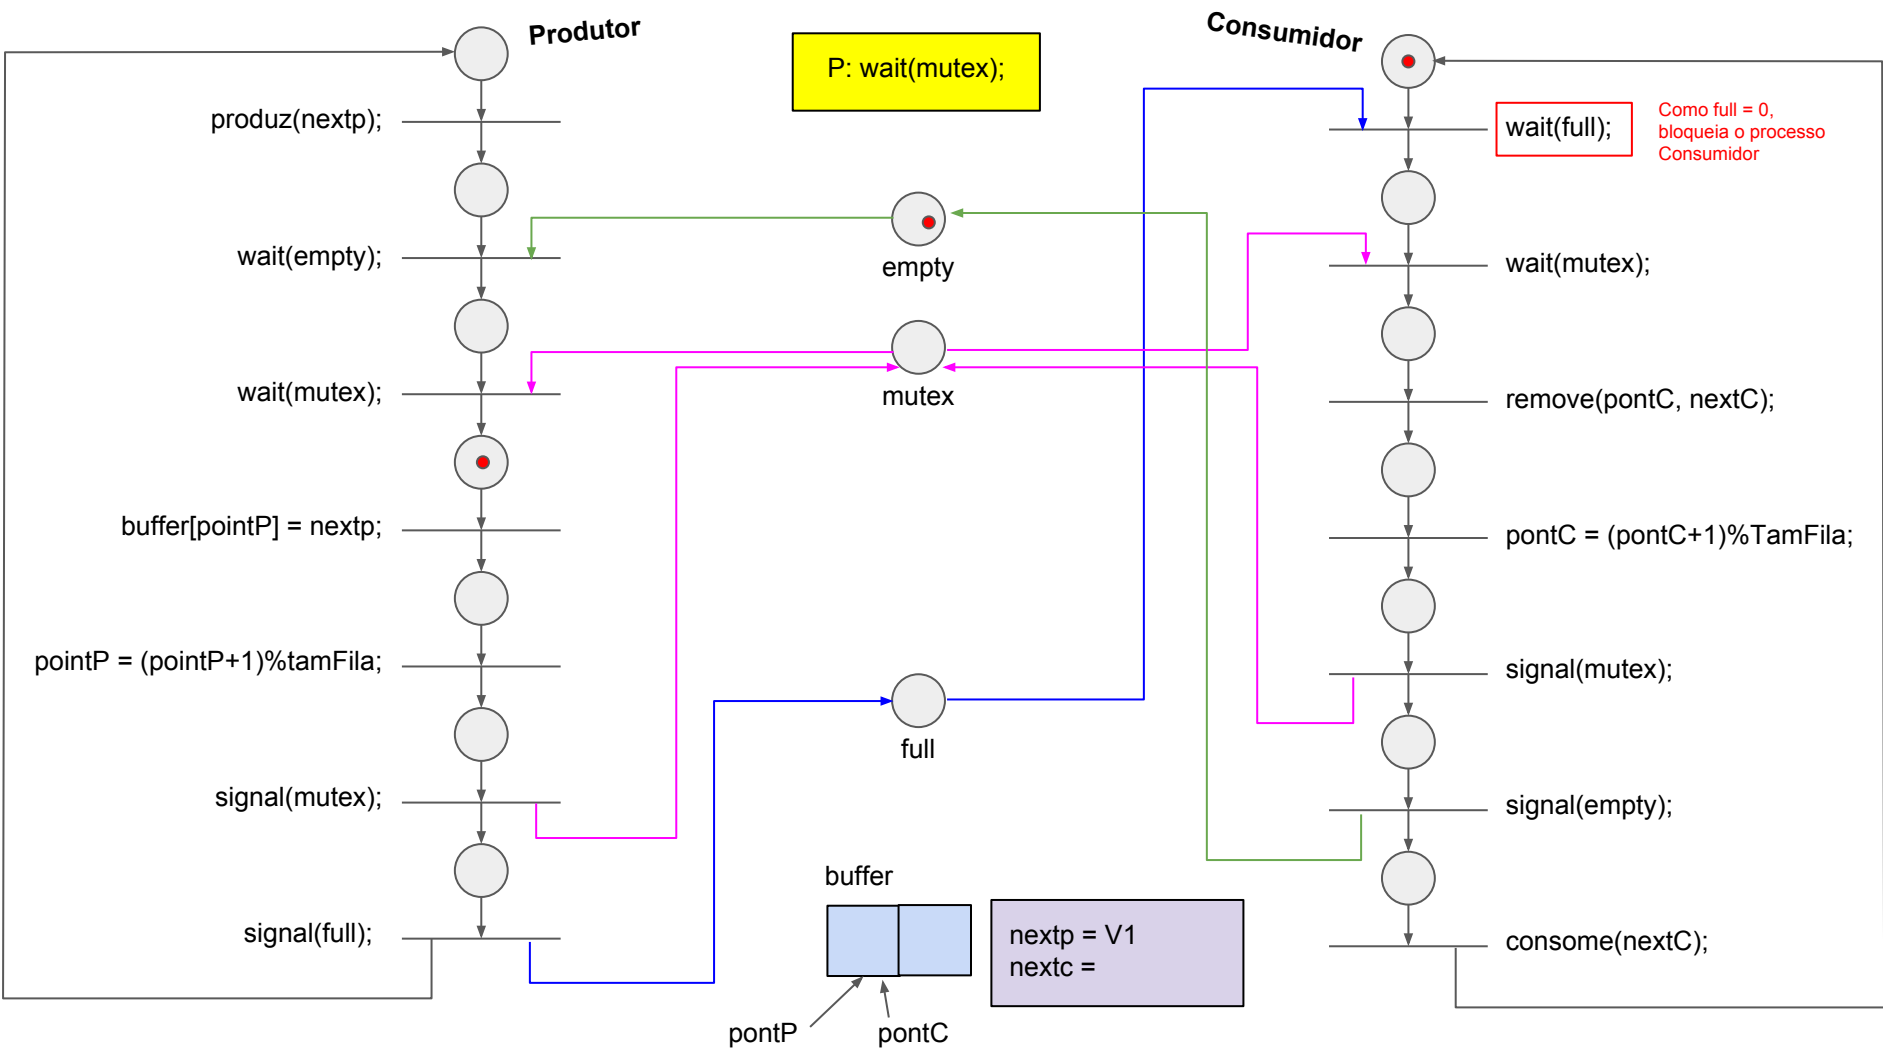 Produtor
Consumidor
P: wait(mutex);
produz(nextp);
wait(full);
Como full = 0,
bloqueia o processo
Consumidor
wait(empty);
empty
wait(mutex);
wait(mutex);
mutex
remove(pontC, nextC);
buffer[pointP] = nextp;
pontC = (pontC+1)%TamFila;
pointP = (pointP+1)%tamFila;
signal(mutex);
full
signal(mutex);
signal(empty);
buffer
signal(full);
nextp = V1
nextc =
consome(nextC);
pontP
pontC